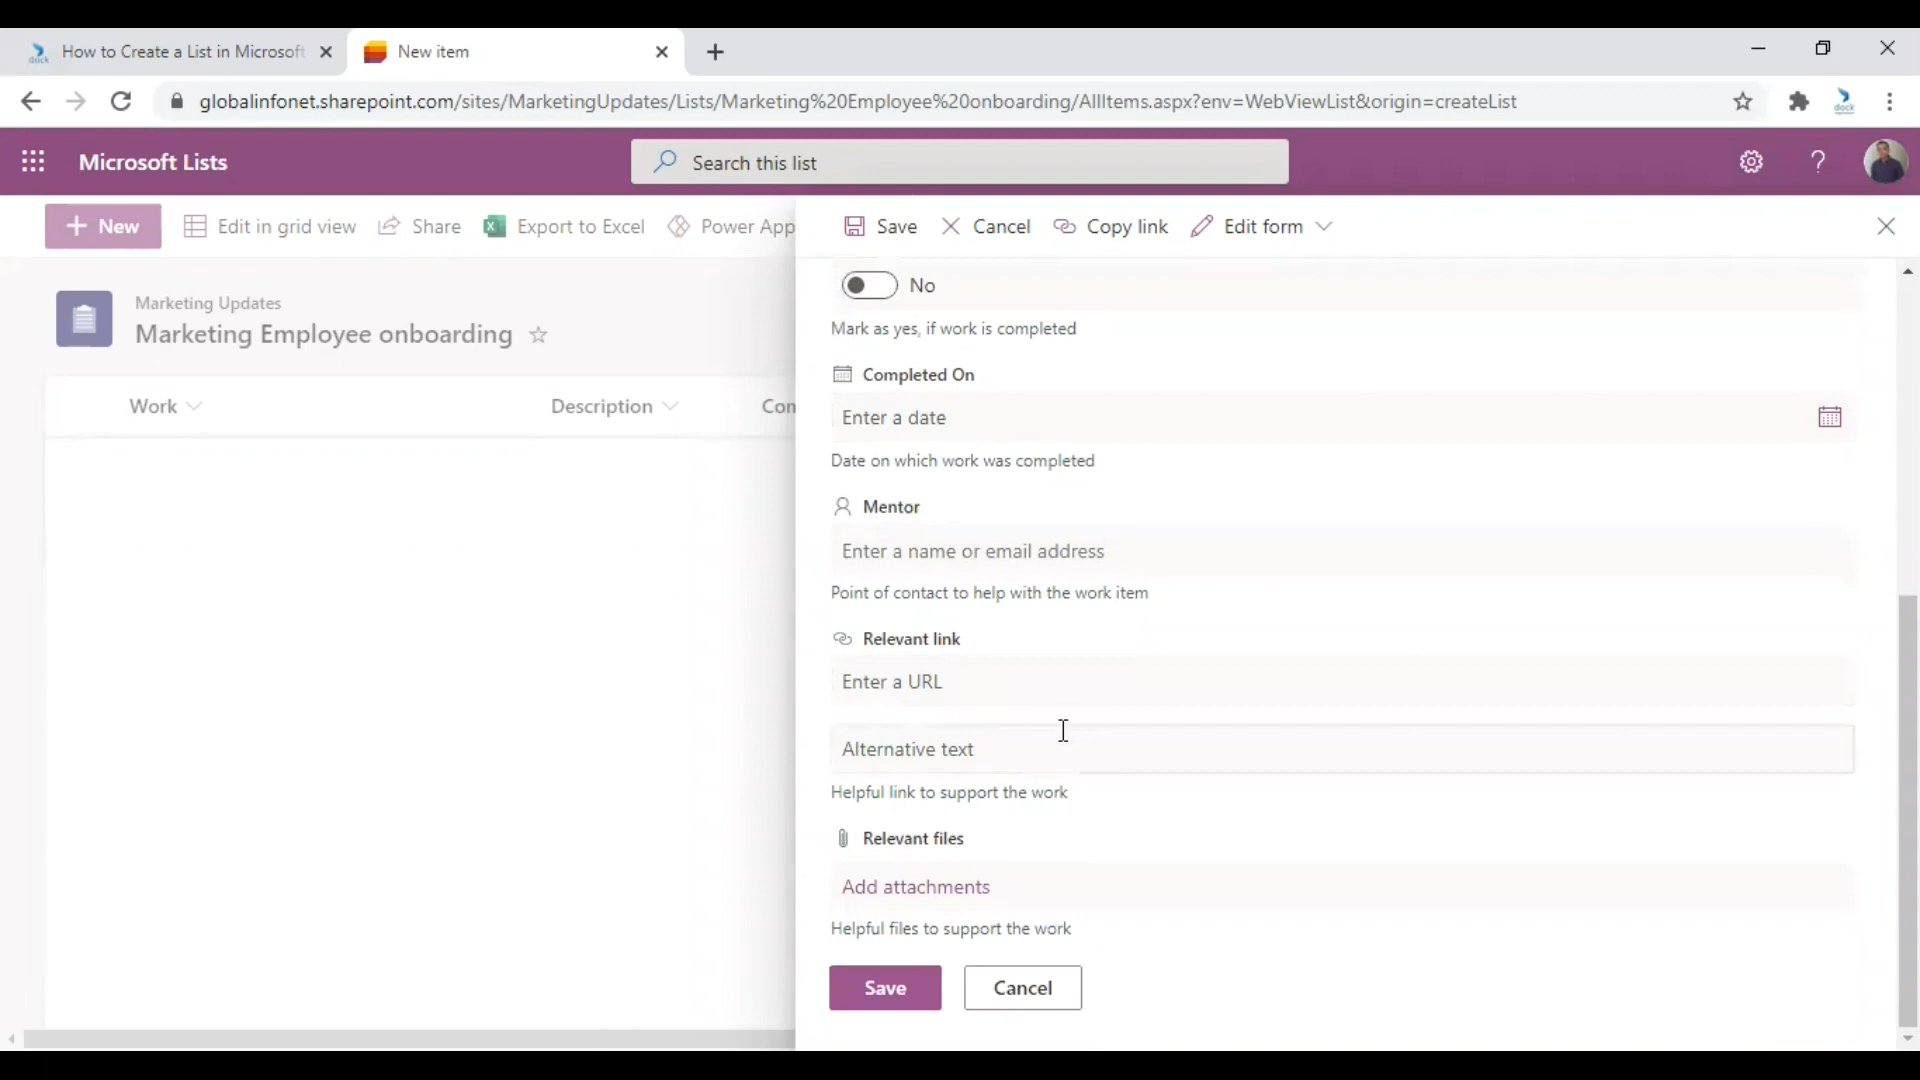 How to Create a List in Microsoft
New item
globalinfonet.sharepoint.com/sites/MarketingUpdates/Lists/Marketing%20Employee%20onboarding/AllItems.aspx?env=WebViewList&origin=createList
dock
Microsoft Lists
Search this list
New
Edit in grid view
Share
Export to Excel
Power App
Save
Cancel
Copy link
Edit form
Marketing Updates
Marketing Employee onboarding
Work
Description
Com
No
Mark as yes, if work is completed
Completed On
Enter a date
Date on which work was completed
Mentor
Enter a name or email address
Point of contact to help with the work item
Relevant link
Enter a URL
Alternative text
Helpful link to support the work
Relevant files
Add attachments
Helpful files to support the work
Save
Cancel